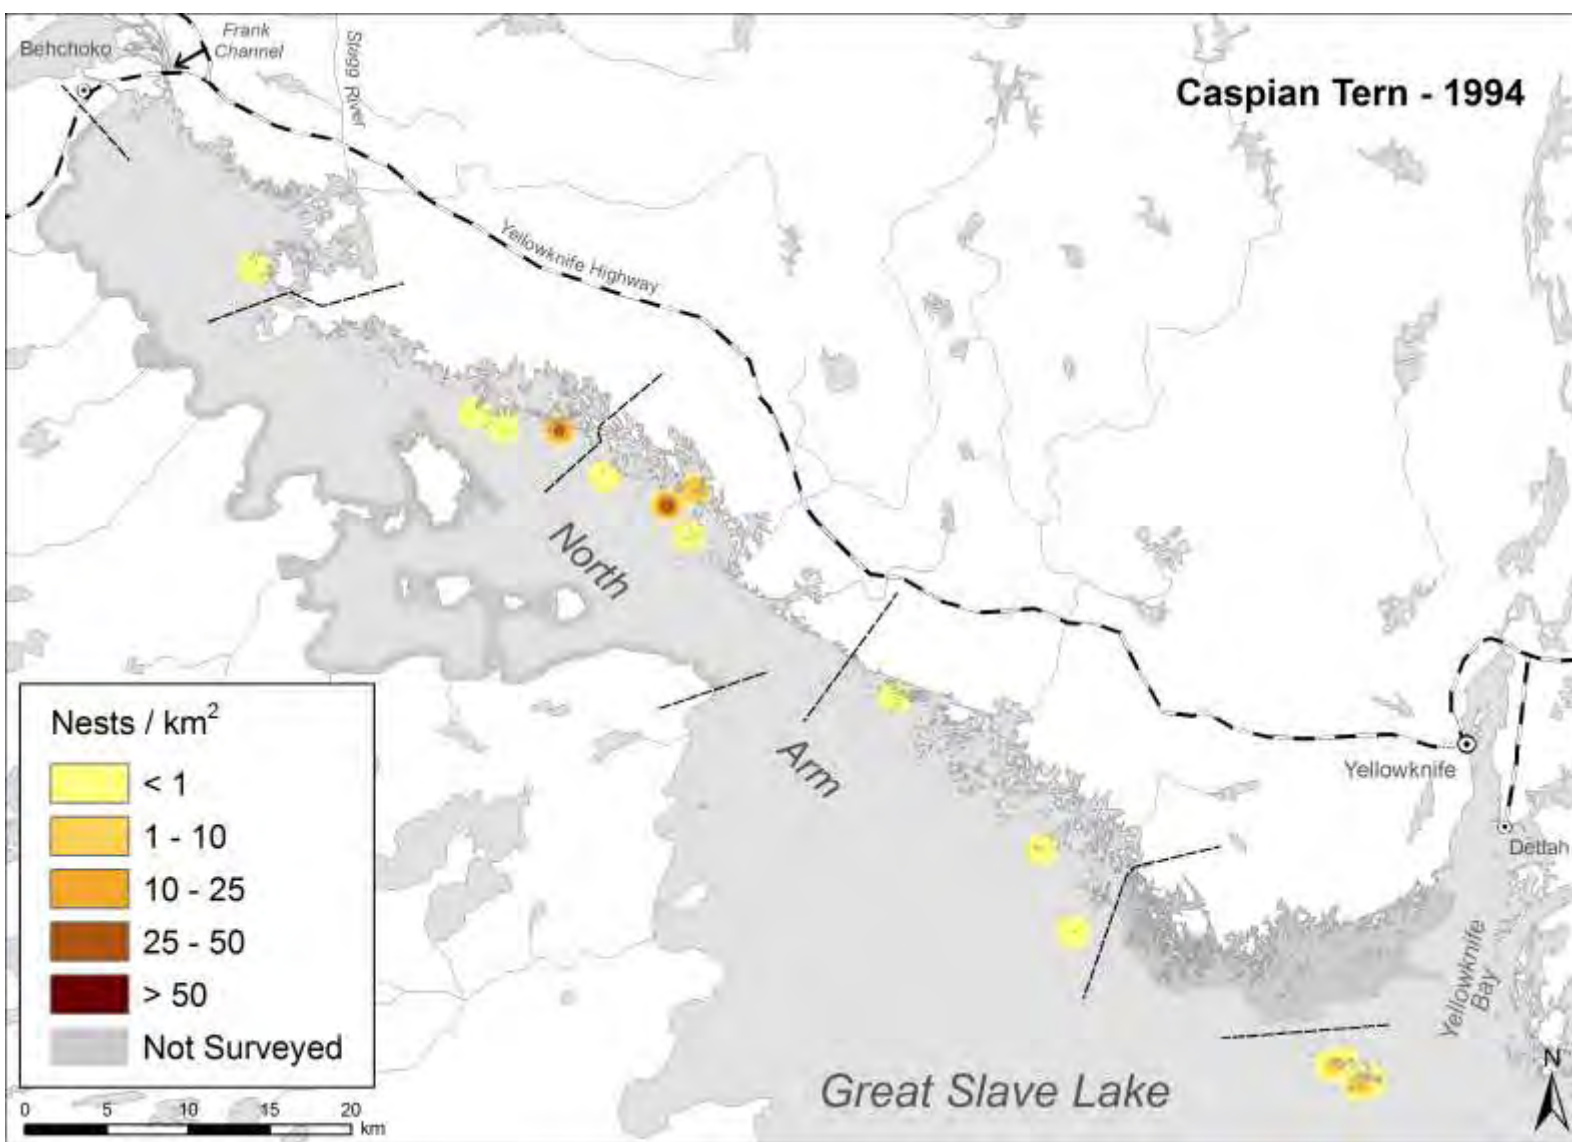 Behchoko
Frank
Channel
Stagg River
Caspian Tern - 1994
Yellowknife Highway
North
Arm
Yellowknife
Dettah
Yellowknife
Bay
Great Slave Lake
N
Nests / km²
< 1
1 - 10
10 - 25
25 - 50
> 50
Not Surveyed
0 5 10 15 20
km